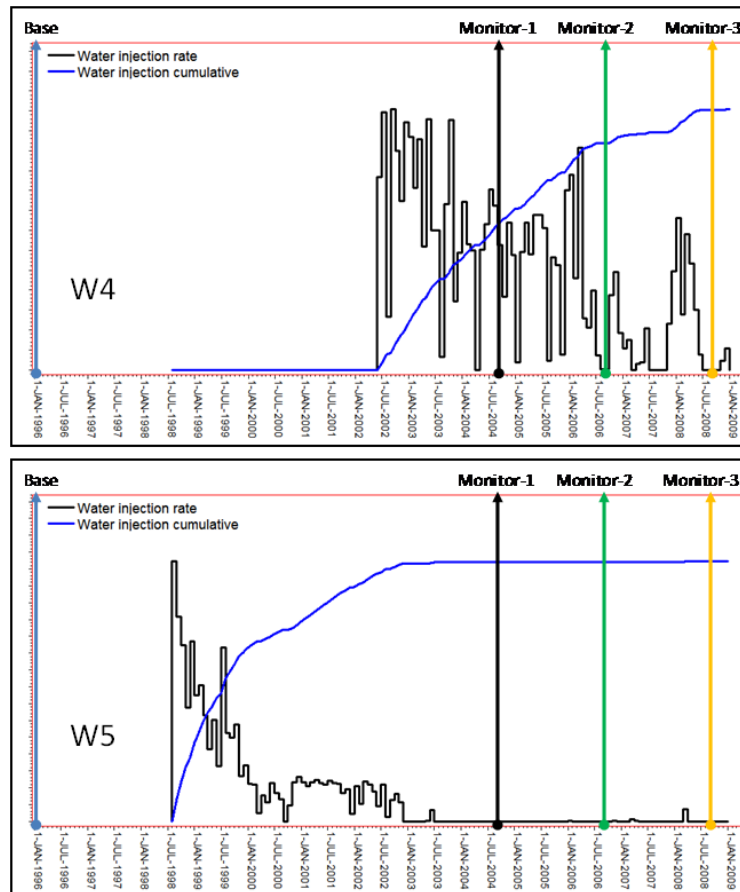 Base Monitor-1 Monitor-2 Monitor-3
Water injection rate
Water injection cumulative
W4
1-JAN-1996
1-JUL-1996
1-JAN-1997
1-JUL-1997
1-JAN-1998
1-JUL-1998
1-JAN-1999
1-JUL-1999
1-JAN-2000
1-JUL-2000
1-JAN-2001
1-JUL-2001
1-JAN-2002
1-JUL-2002
1-JAN-2003
1-JUL-2003
1-JAN-2004
1-JUL-2004
1-JAN-2005
1-JUL-2005
1-JAN-2006
1-JUL-2006
1-JAN-2007
1-JUL-2007
1-JAN-2008
1-JUL-2008
1-JAN-2009
Base Monitor-1 Monitor-2 Monitor-3
Water injection rate
Water injection cumulative
W5
1-JAN-1996
1-JUL-1996
1-JAN-1997
1-JUL-1997
1-JAN-1998
1-JUL-1998
1-JAN-1999
1-JUL-1999
1-JAN-2000
1-JUL-2000
1-JAN-2001
1-JUL-2001
1-JAN-2002
1-JUL-2002
1-JAN-2003
1-JUL-2003
1-JAN-2004
1-JUL-2004
1-JAN-2005
1-JUL-2005
1-JAN-2006
1-JUL-2006
1-JAN-2007
1-JUL-2007
1-JAN-2008
1-JUL-2008
1-JAN-2009